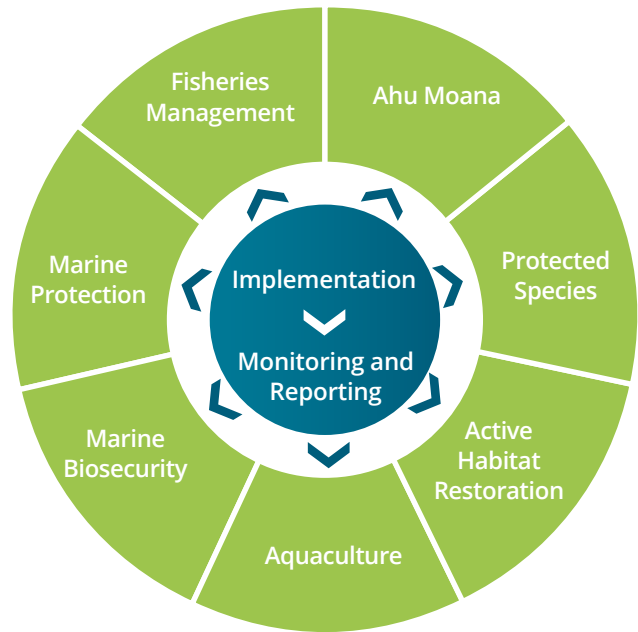 Fisheries
Management
Ahu Moana
Protected
Species
Active
Habitat
Restoration
Aquaculture
Marine
Biosecurity
Marine
Protection
Implementation
Monitoring and
Reporting